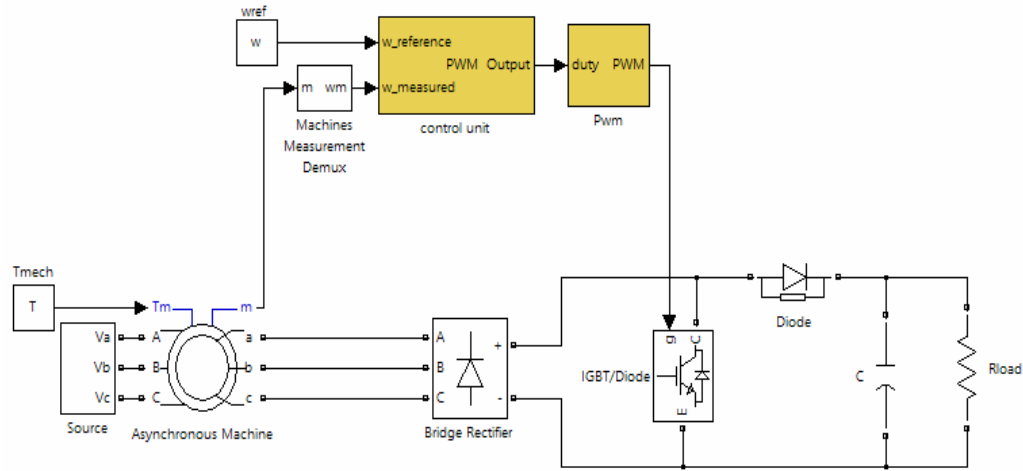 wref
w
w_reference
PWM Output
w_measured
control unit
duty PWM
Pwm
m wm
Machines
Measurement
Demux
Tmech
T
Tm
m
Va
Vb
Vc
Source
A
B
C
a
b
c
Asynchronous Machine
A
B
C
+
-
Bridge Rectifier
g
C
E
IGBT/Diode
Diode
C
Rload